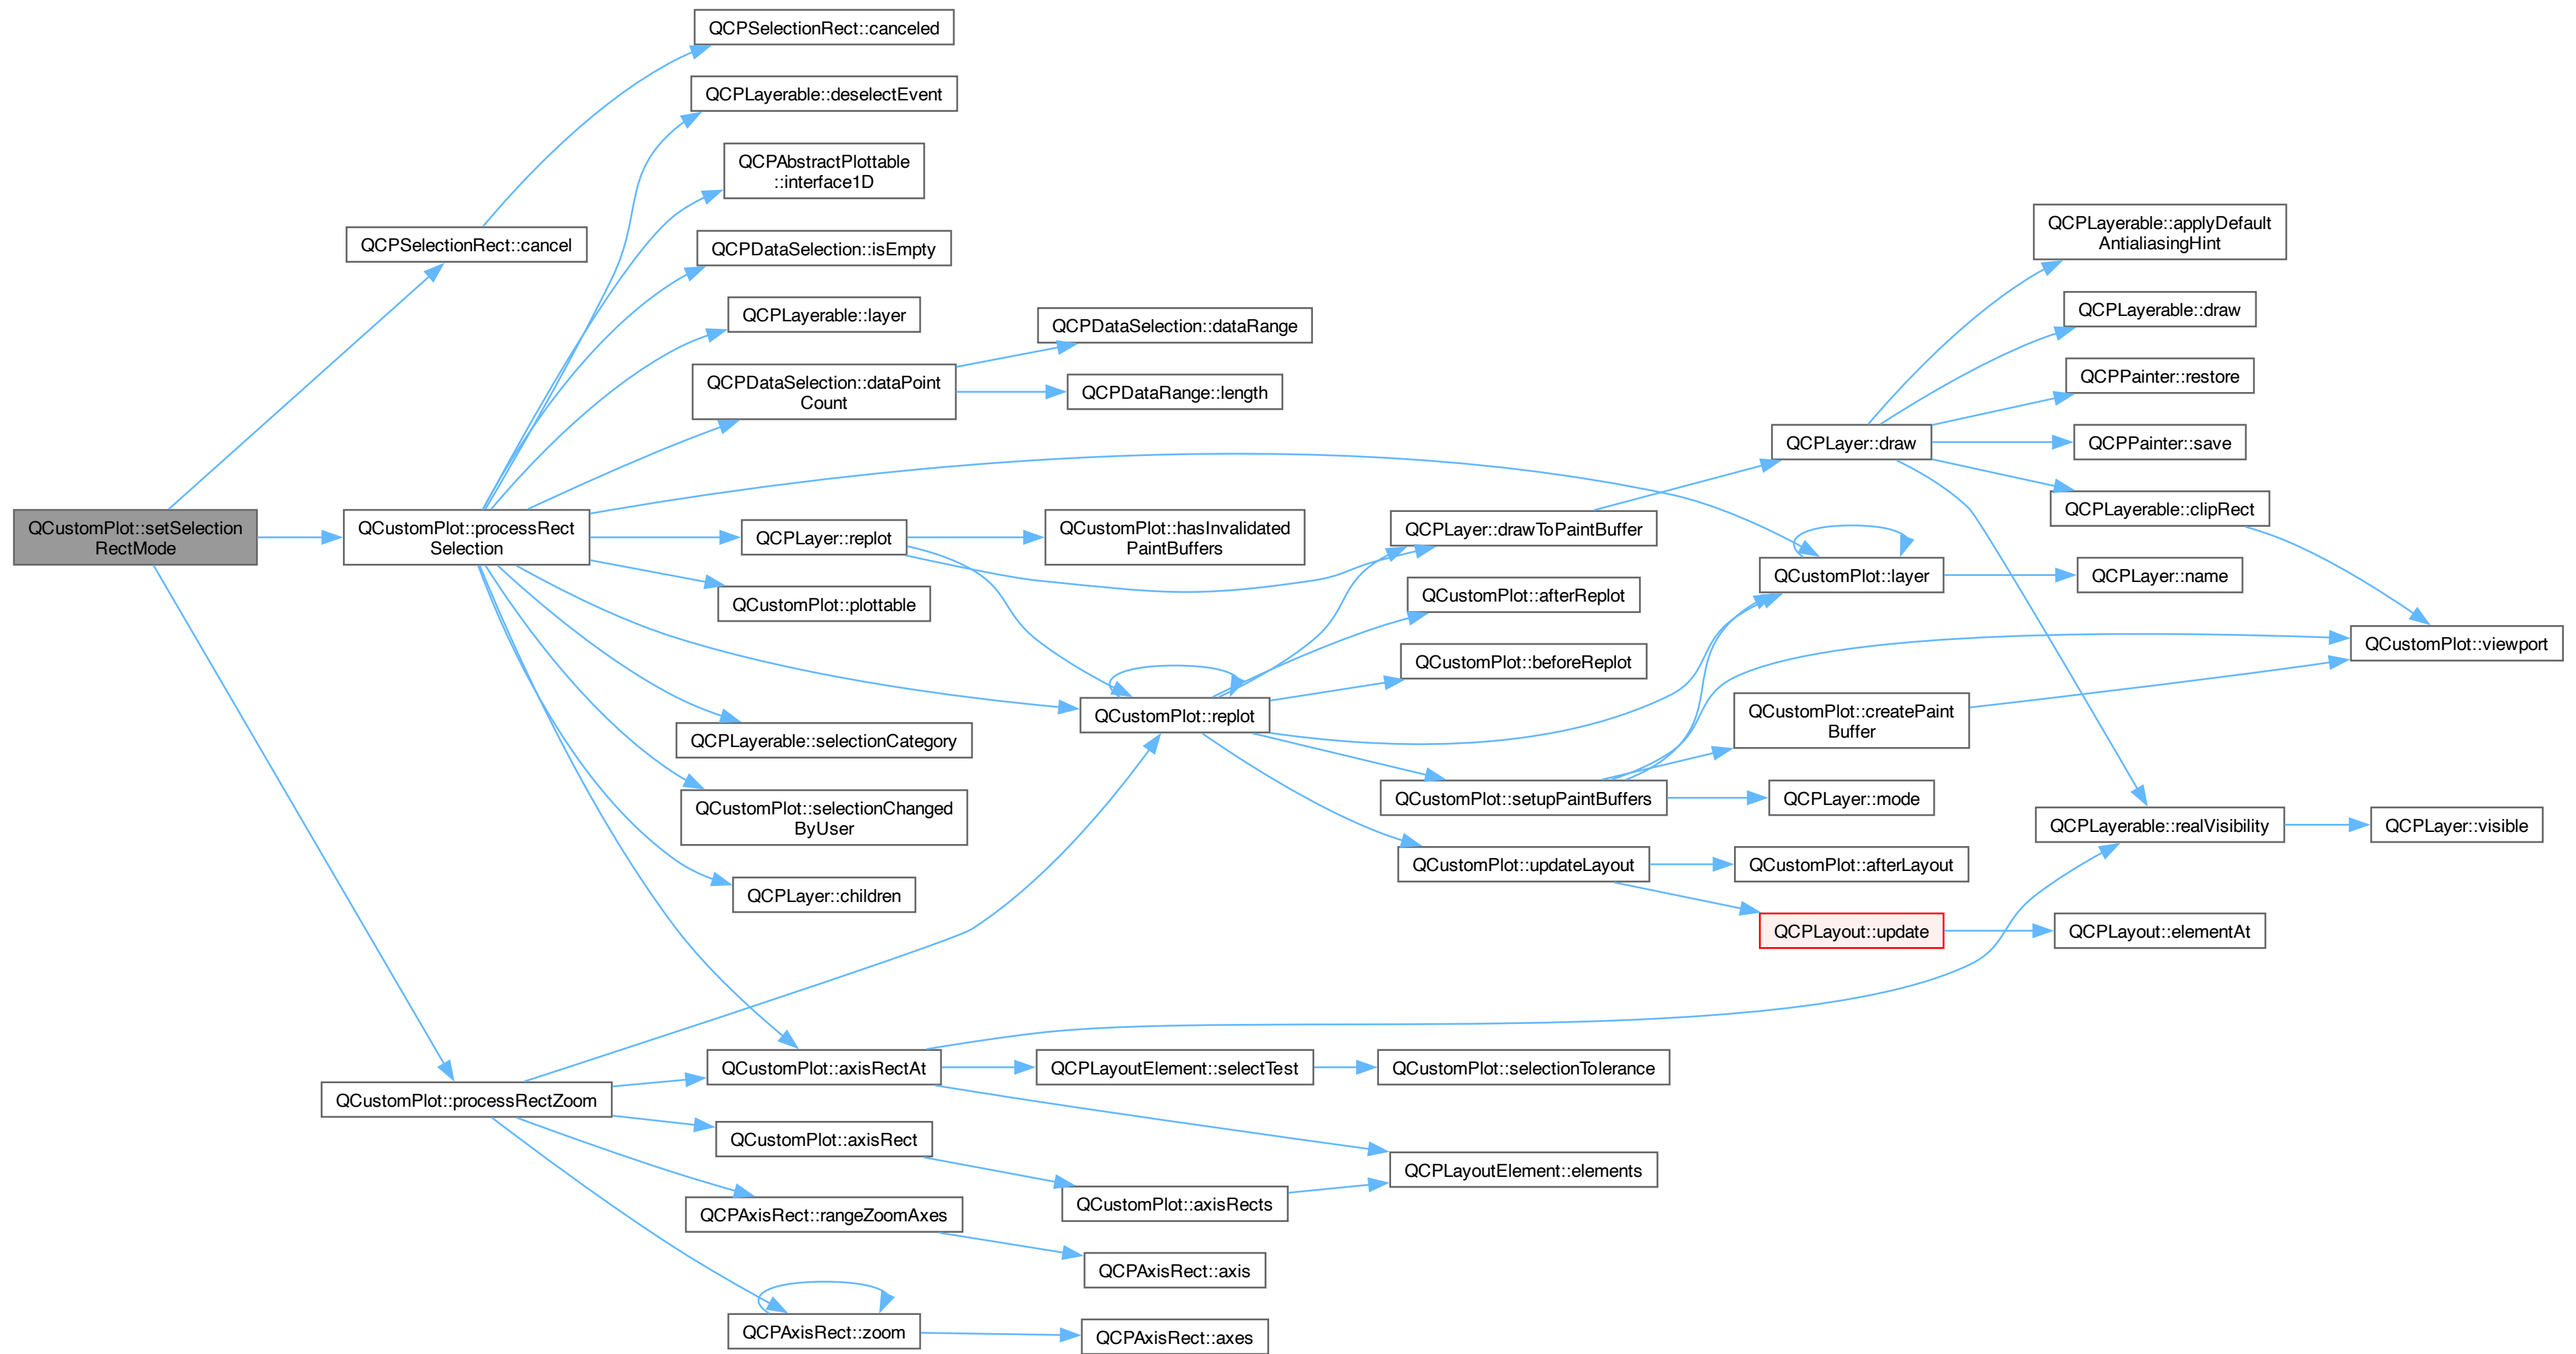 QCustomPlot::setSelection
RectMode
QCPSelectionRect::cancel
QCPSelectionRect::canceled
QCustomPlot::processRect
Selection
QCPLayerable::deselectEvent
QCPAbstractPlottable
::interface1D
QCPDataSelection::isEmpty
QCPLayerable::layer
QCPDataSelection::dataPoint
Count
QCPDataSelection::dataRange
QCPDataRange::length
QCPLayer::replot
QCustomPlot::hasInvalidated
PaintBuffers
QCustomPlot::plottable
QCPLayerable::selectionCategory
QCustomPlot::selectionChanged
ByUser
QCPLayer::children
QCustomPlot::replot
QCPLayer::drawToPaintBuffer
QCustomPlot::afterReplot
QCustomPlot::beforeReplot
QCustomPlot::setupPaintBuffers
QCustomPlot::updateLayout
QCPLayer::draw
QCPLayerable::applyDefault
AntialiasingHint
QCPLayerable::draw
QCPPainter::restore
QCPPainter::save
QCPLayerable::clipRect
QCustomPlot::layer
QCPLayer::name
QCustomPlot::viewport
QCustomPlot::createPaint
Buffer
QCPLayer::mode
QCPLayerable::realVisibility
QCPLayer::visible
QCustomPlot::afterLayout
QCPLayout::update
QCPLayout::elementAt
QCustomPlot::processRectZoom
QCustomPlot::axisRectAt
QCPLayoutElement::selectTest
QCustomPlot::selectionTolerance
QCustomPlot::axisRect
QCustomPlot::axisRects
QCPLayoutElement::elements
QCPAxisRect::rangeZoomAxes
QCPAxisRect::axis
QCPAxisRect::zoom
QCPAxisRect::axes